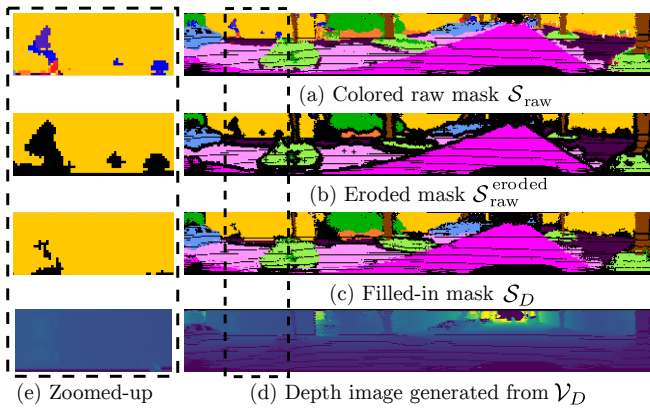 (a) Colored raw mask 𝒮_raw
(b) Eroded mask 𝒮_raw^eroded
(c) Filled-in mask 𝒮_D
(e) Zoomed-up (d) Depth image generated from 𝒱_D